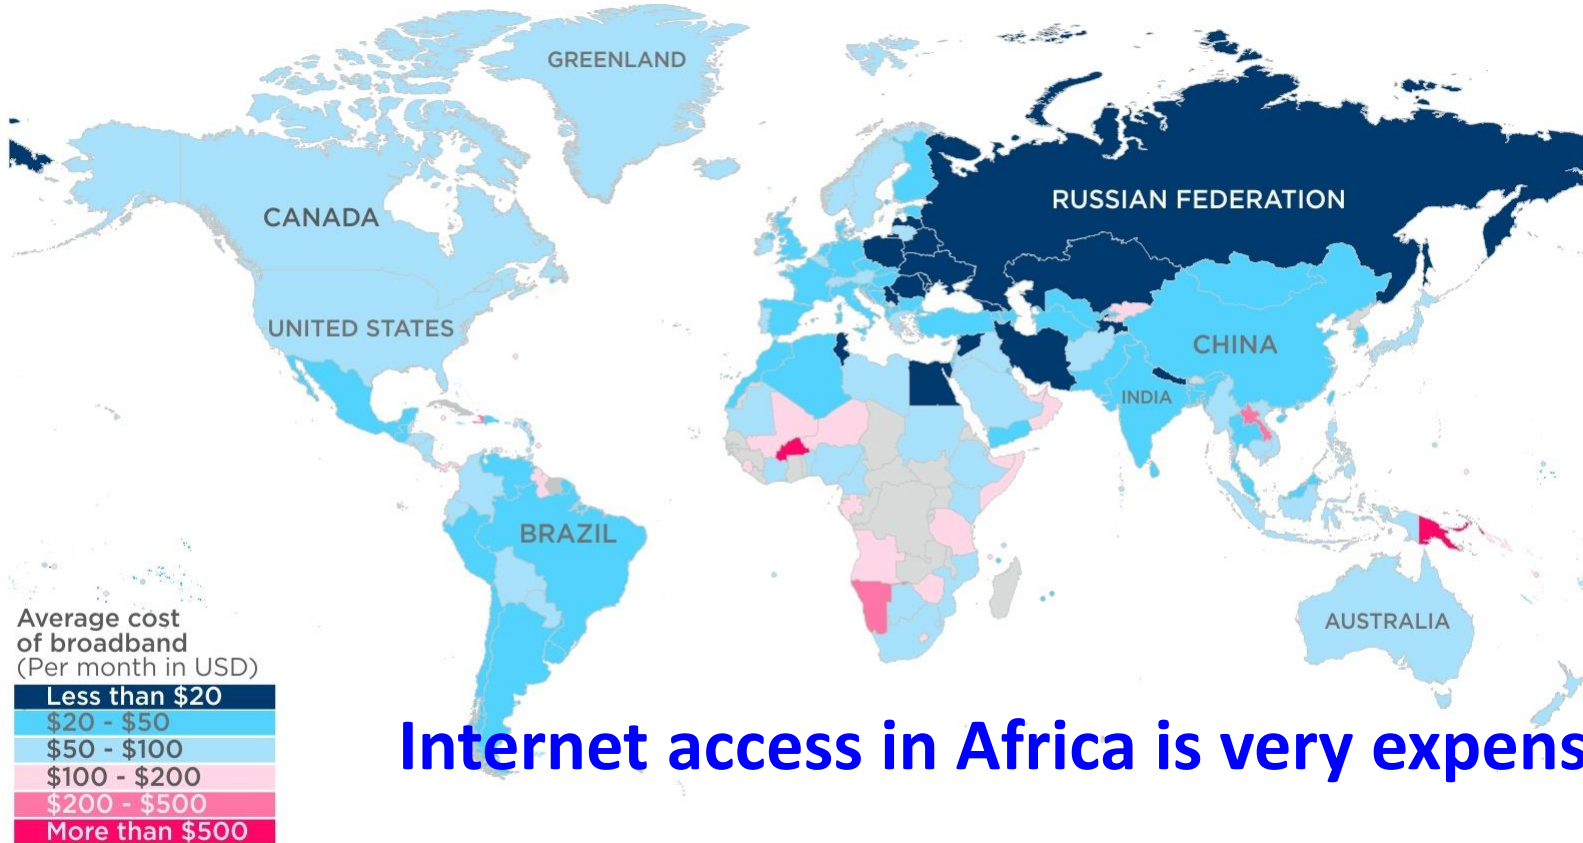 GREENLAND
CANADA
RUSSIAN FEDERATION
UNITED STATES
CHINA
INDIA
BRAZIL
AUSTRALIA
Average cost
of broadband
(Per month in USD)
Less than $20
$20 - $50
$50 - $100
$100 - $200
$200 - $500
More than $500
Internet access in Africa is very expens